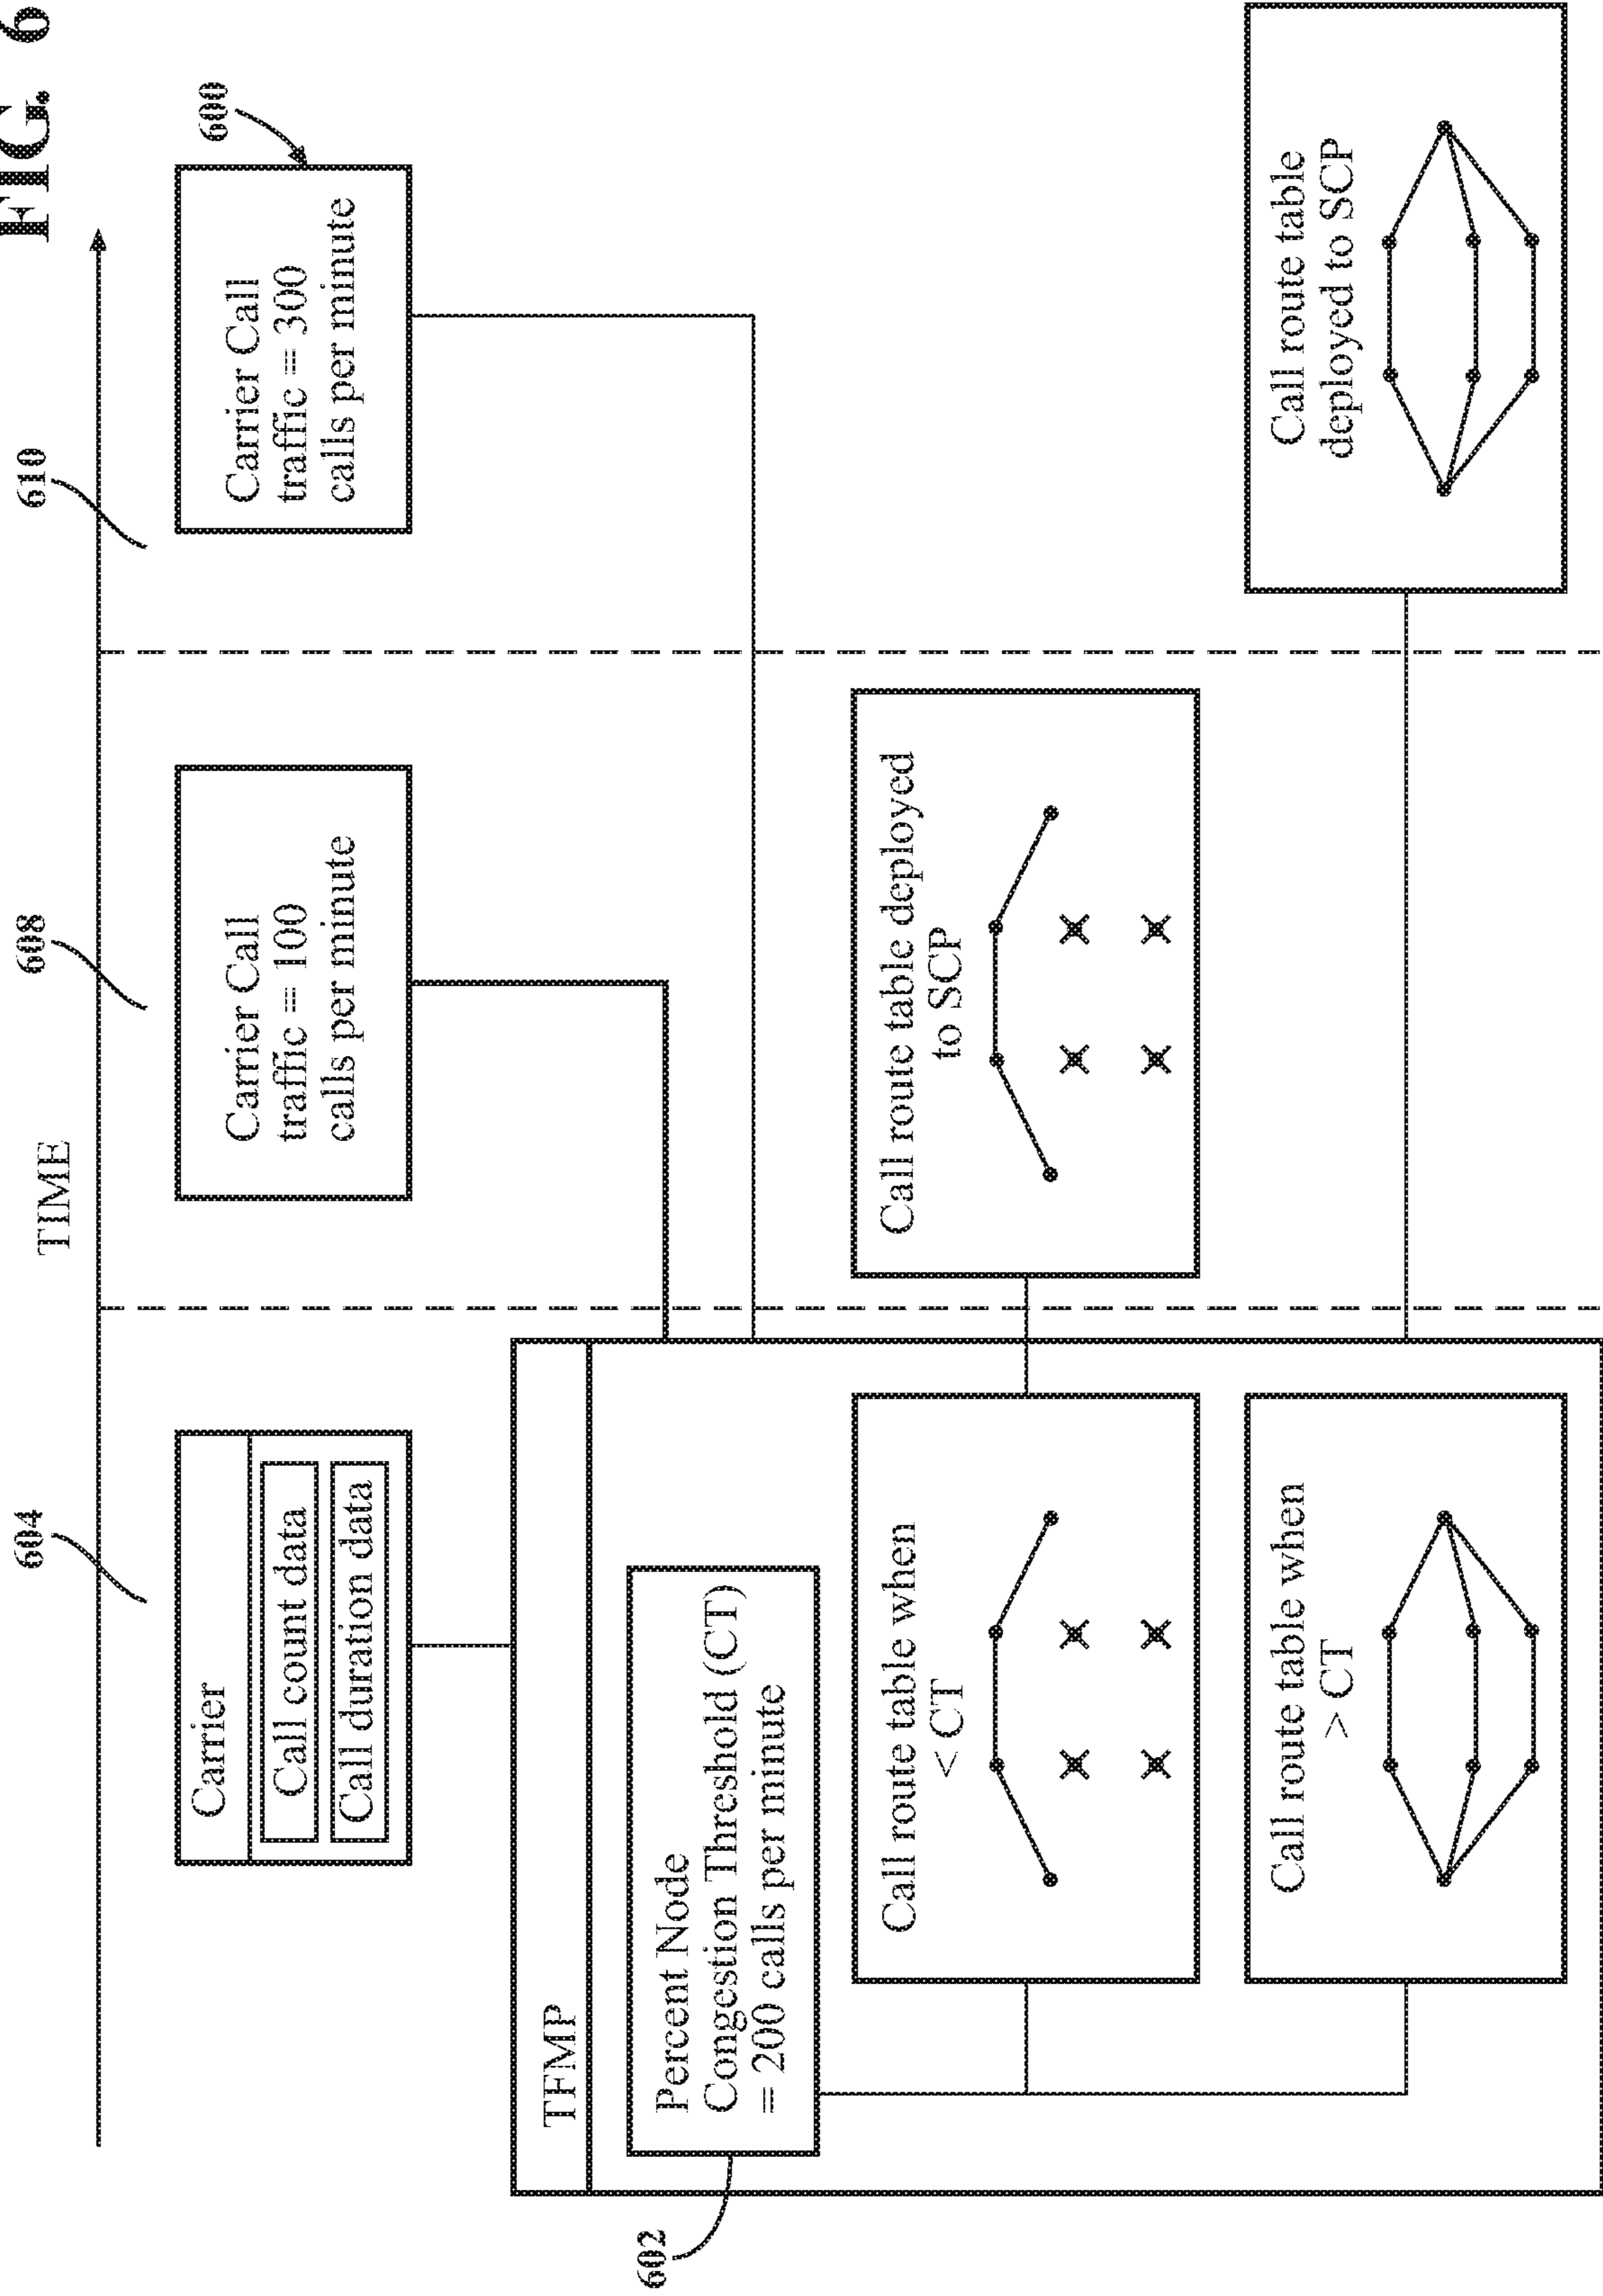 FIG. 6
TIME
604
608
610
600
Carrier
Call count data
Call duration data
Carrier Call
traffic = 100
calls per minute
Carrier Call
traffic = 300
calls per minute
TFMP
602
Percent Node
Congestion Threshold (CT)
= 200 calls per minute
Call route table when
< CT
Call route table deployed
to SCP
Call route table when
> CT
Call route table
deployed to SCP